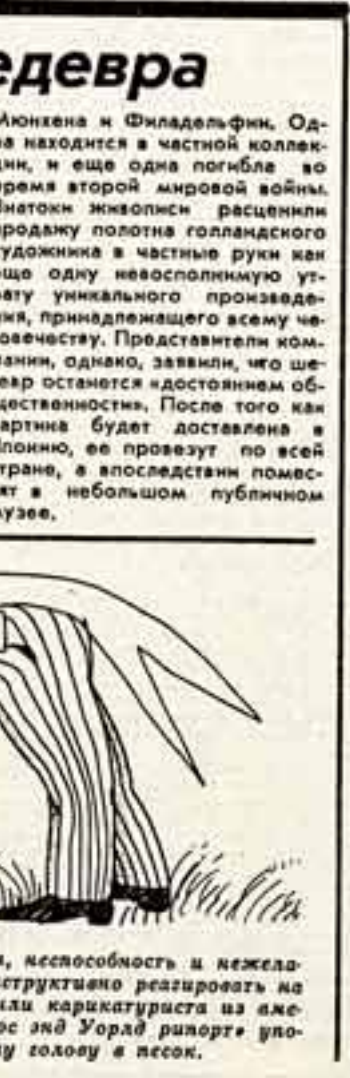 едевра
Мюнхена и Филадельфии. Од-
на находится в частной коллек-
ции, и еще одна погибла во
время второй мировой войны.
Знатоки живописи расценили
продажу полотна голландского
художника в частные руки как
еще одну невосполнимую ут-
рату уникального произведе-
ния, принадлежащего всему че-
ловечеству. Представители ком-
пании, однако, заявили, что ше-
девр останется «достоянием об-
щественности». После того как
картина будет доставлена в
Японию, ее провезут по всей
стране, а впоследствии помес-
тят в небольшом публичном
музее.
, неспособность и нежела-
структивно реагировать на
или карикатуриста из аме-
ос энд Уорлд рипорт» упо-
у голову в песок.